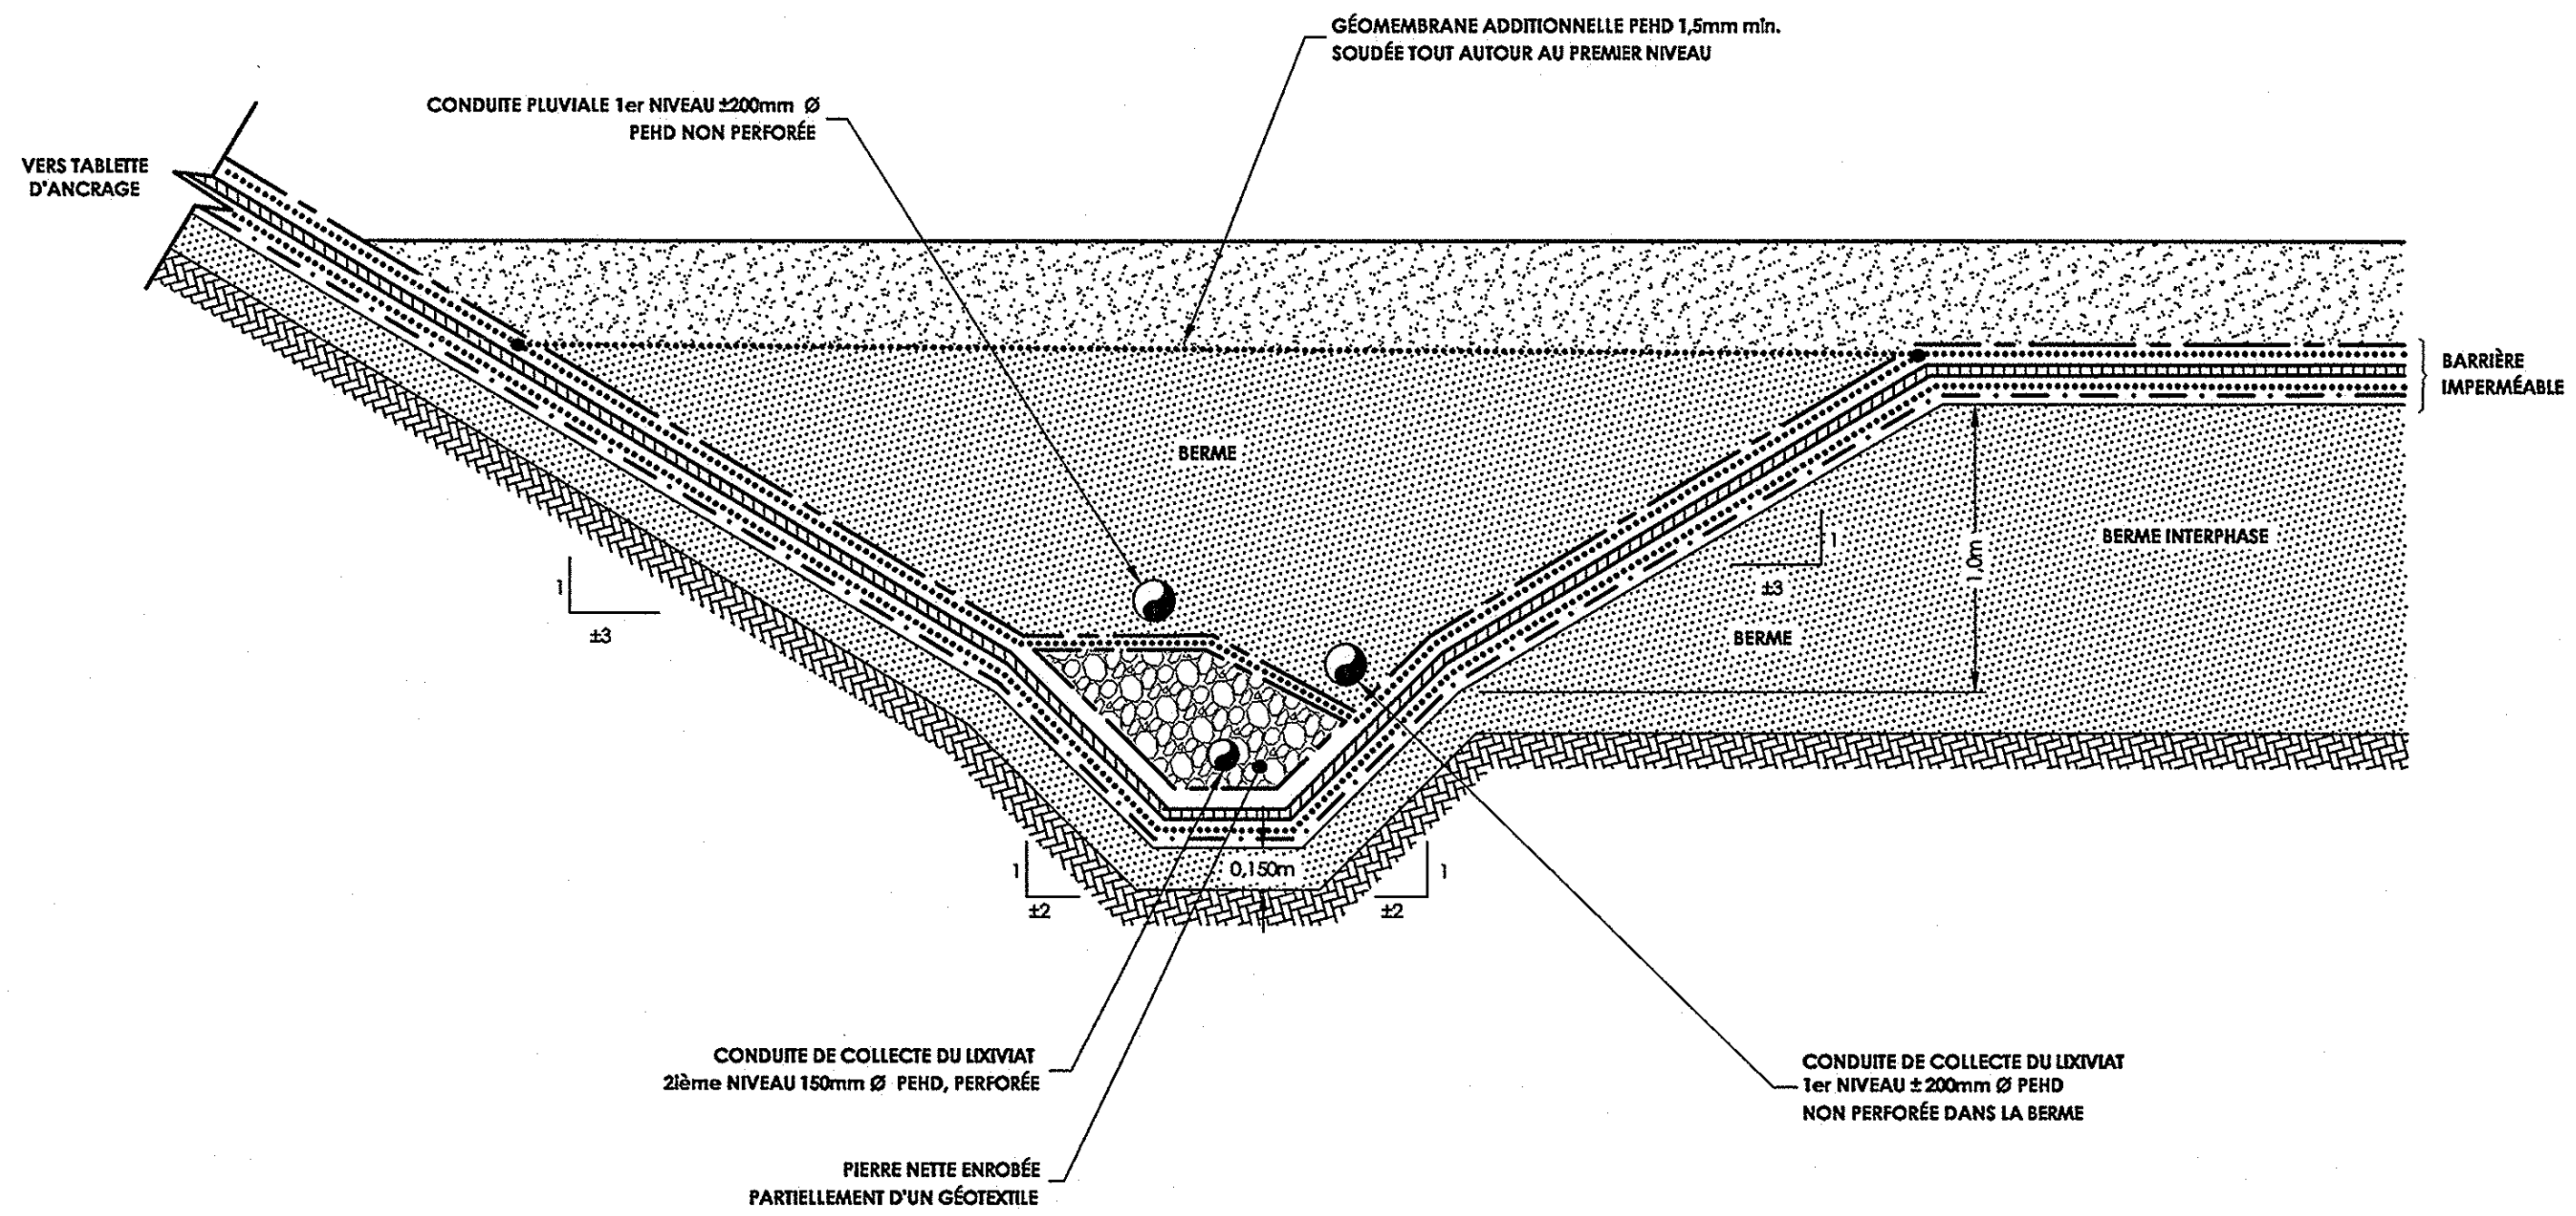 GÉOMEMBRANE ADDITIONNELLE PEHD 1,5mm min.
SOUDÉE TOUT AUTOUR AU PREMIER NIVEAU
CONDUITE PLUVIALE 1er NIVEAU ±200mm Ø
PEHD NON PERFORÉE
VERS TABLETTE
D'ANCRAGE
BARRIÈRE
IMPERMÉABLE
BERME
BERME INTERPHASE
1
±3
1
±3
1,0m
BERME
0,150m
1
±2
1
±2
CONDUITE DE COLLECTE DU LIXIVIAT
2ième NIVEAU 150mm Ø PEHD, PERFORÉE
CONDUITE DE COLLECTE DU LIXIVIAT
1er NIVEAU ±200mm Ø PEHD
NON PERFORÉE DANS LA BERME
PIERRE NETTE ENROBÉE
PARTIELLEMENT D'UN GÉOTEXTILE